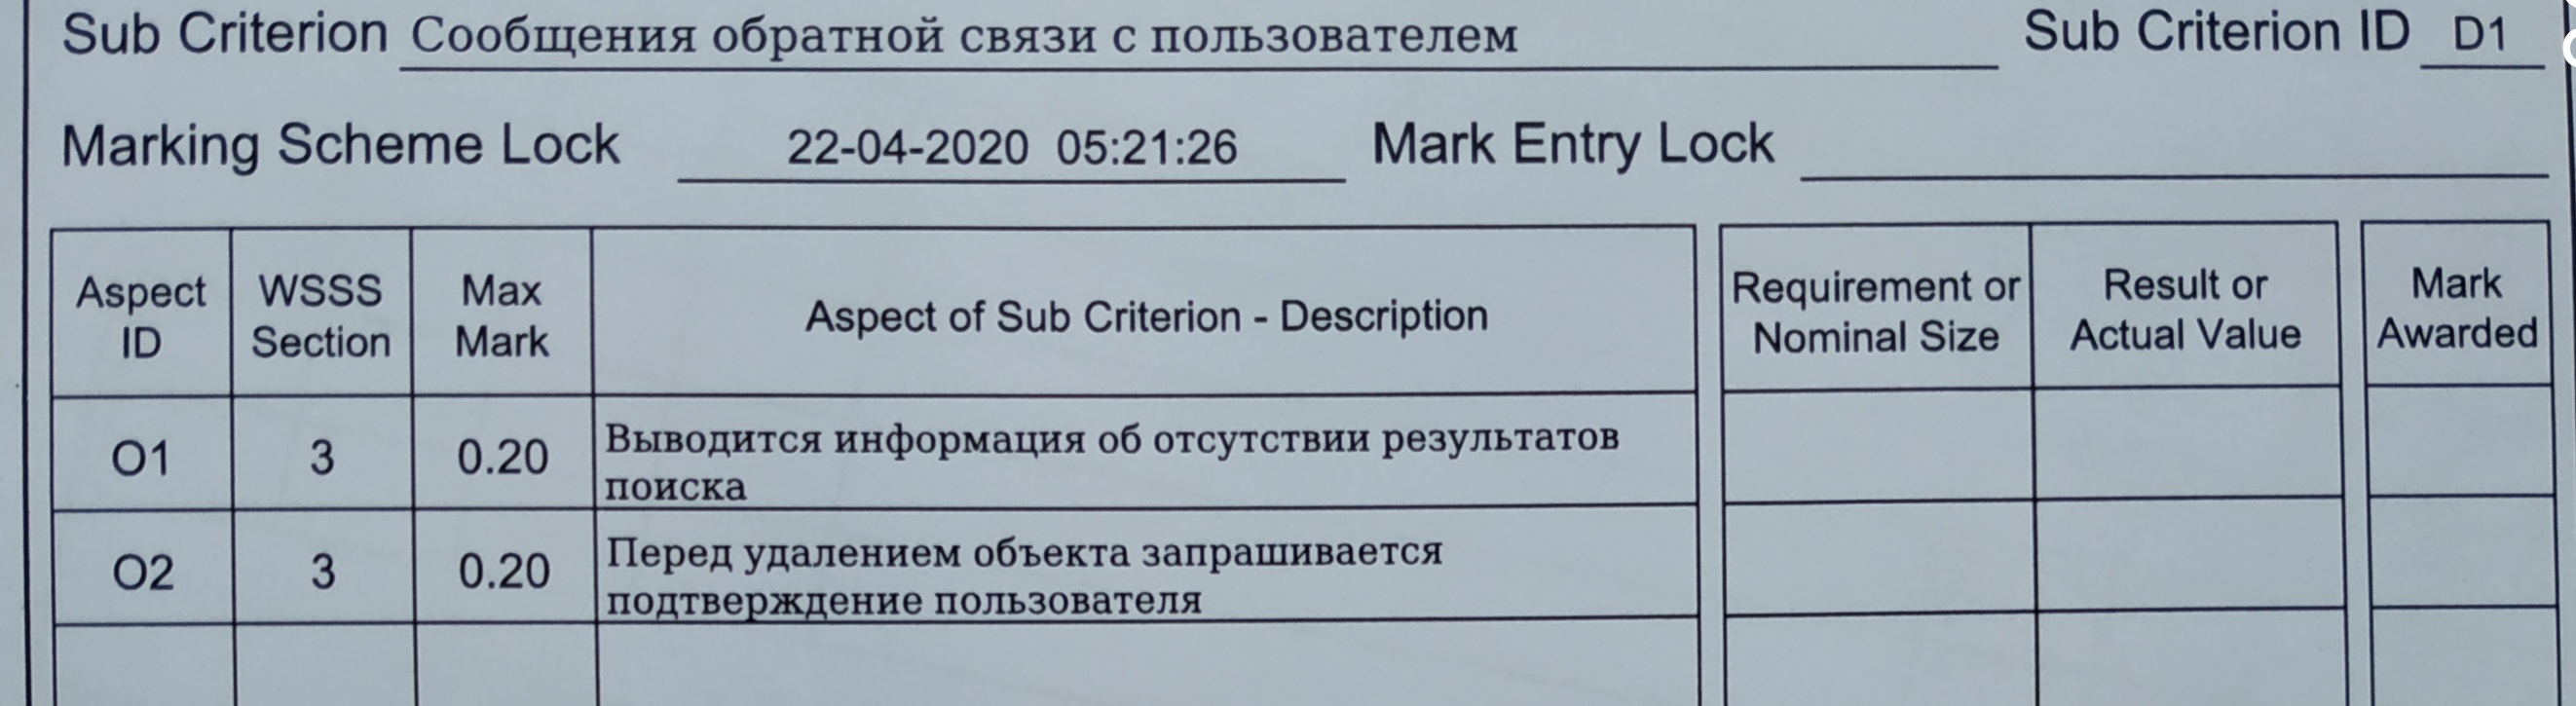 Sub Criterion Сообщения обратной связи с пользователем Sub Criterion ID D1
Marking Scheme Lock 22-04-2020 05:21:26 Mark Entry Lock
Aspect ID
WSSS Section
Max Mark
Aspect of Sub Criterion - Description
Requirement or Nominal Size
Result or Actual Value
Mark Awarded
O1 3 0.20 Выводится информация об отсутствии результатов
поиска
O2 3 0.20 Перед удалением объекта запрашивается
подтверждение пользователя